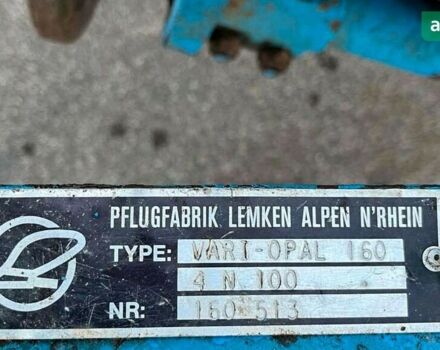 a
PFLUGFABRIK LEMKEN ALPEN N'RHEIN
TYPE: VARI-OPAL 160
4 N 100
NR: 160 513